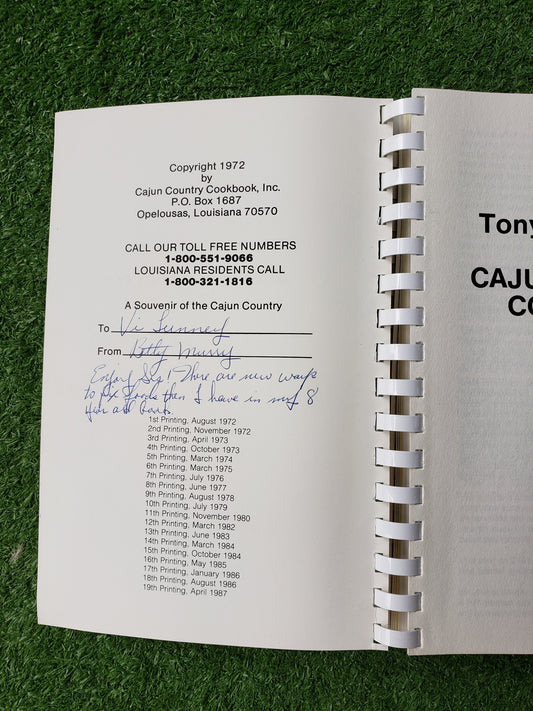 Copyright 1972
by
Cajun Country Cookbook, Inc.
P.O. Box 1687
Opelousas, Louisiana 70570
CALL OUR TOLL FREE NUMBERS
1-800-551-9066
LOUISIANA RESIDENTS CALL
1-800-321-1816
A Souvenir of the Cajun Country
To Vi
From Betty Murry
Enjoy There are new ways
to fix foods then I have in my 8
year old book.
1st Printing, August 1972
2nd Printing, November 1972
3rd Printing, April 1973
4th Printing, October 1973
5th Printing, March 1974
6th Printing, March 1975
7th Printing, July 1976
8th Printing, June 1977
9th Printing, August 1978
10th Printing, July 1979
11th Printing, November 1980
12th Printing, March 1982
13th Printing, June 1983
14th Printing, March 1984
15th Printing, October 1984
16th Printing, May 1985
17th Printing, January 1986
18th Printing, August 1986
19th Printing, April 1987
Tony
CAJU
CO